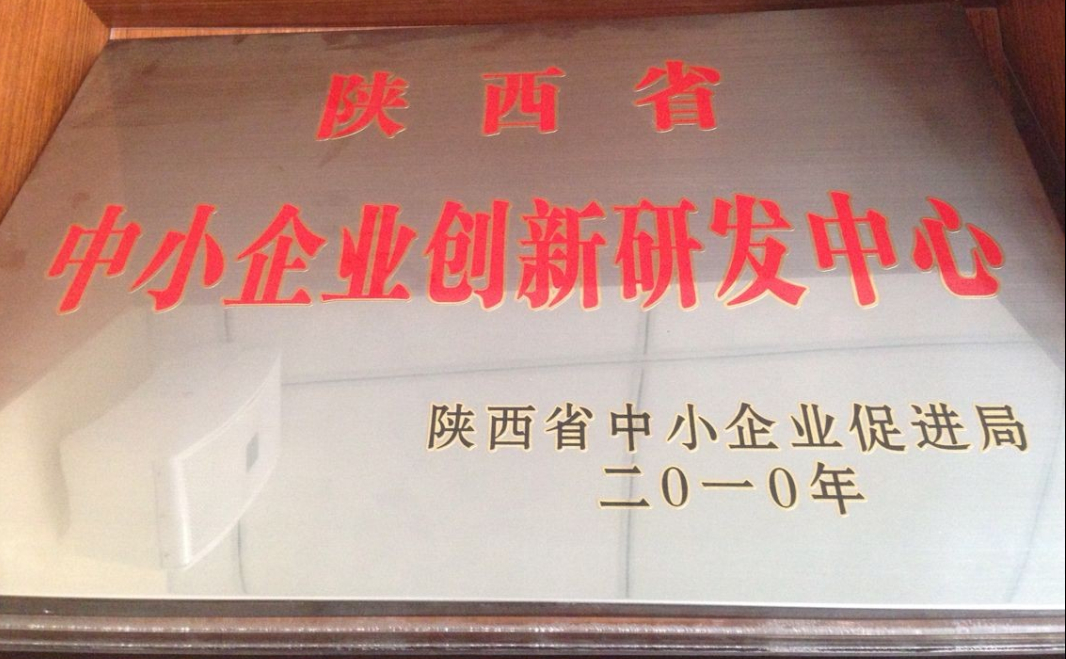 陕西省
中小企业创新研发中心
陕西省中小企业促进局
二0一0年